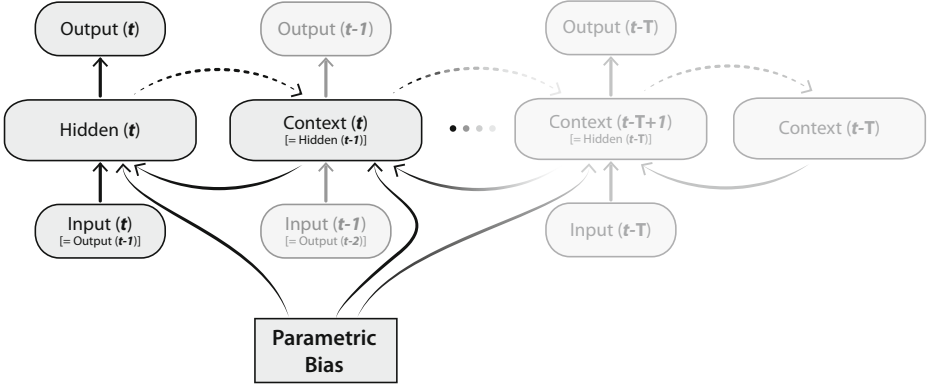 Output (t)
Output (t-1)
Output (t-T)
Hidden (t)
Context (t)
[= Hidden (t-1)]
Context (t-T+1)
[= Hidden (t-T)]
Context (t-T)
Input (t)
[= Output (t-1)]
Input (t-1)
[= Output (t-2)]
Input (t-T)
Parametric
Bias